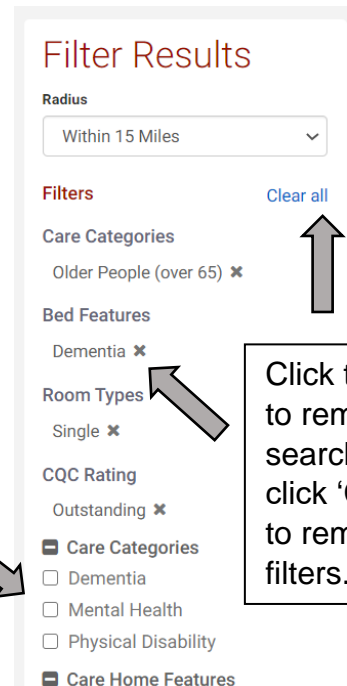 Filter Results
Radius
Within 15 Miles
Filters
Clear all
Care Categories
Older People (over 65) ✖
Bed Features
Dementia ✖
Room Types
Single ✖
CQC Rating
Outstanding ✖
Care Categories
Dementia
Mental Health
Physical Disability
Care Home Features
Click
to
search
click
to
filters.